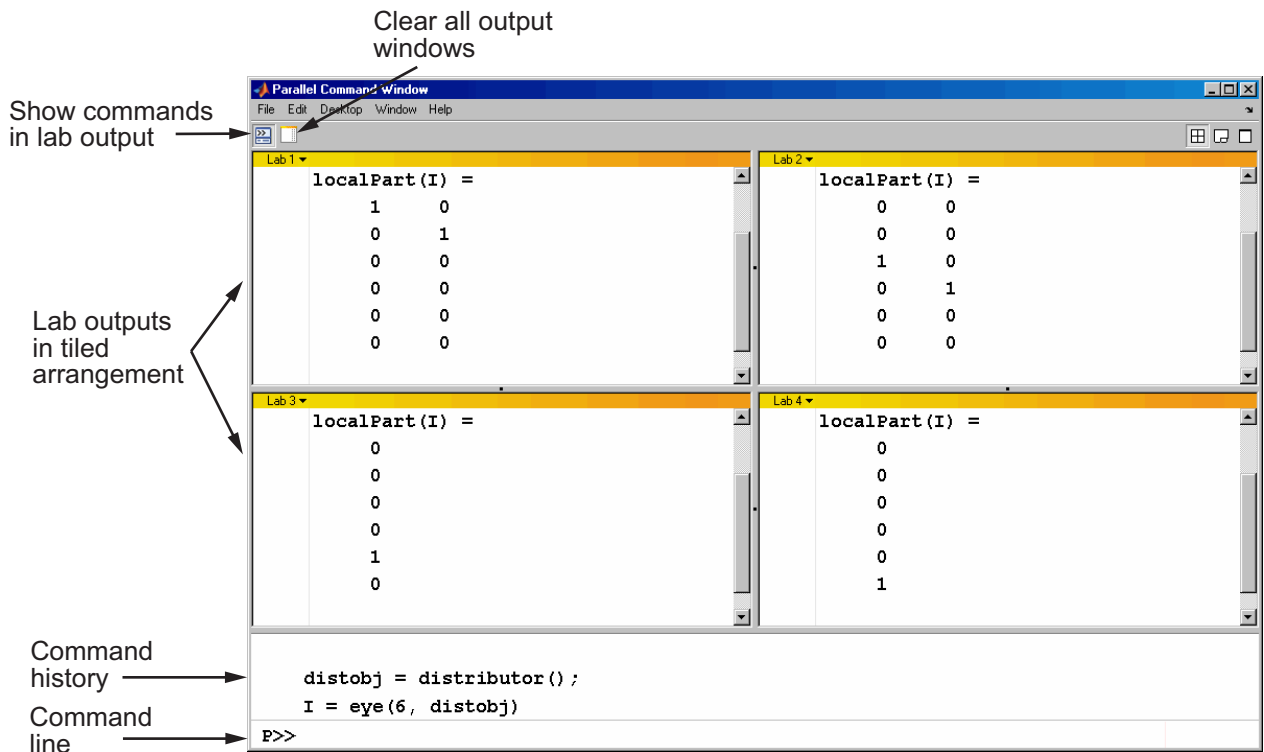 Clear all output
windows
Show commands
in lab output
Parallel Command Window
File Edit Desktop Window Help
Lab 1
localPart(I) =
1 0
0 1
0 0
0 0
0 0
0 0
Lab 2
localPart(I) =
0 0
0 0
1 0
0 1
0 0
0 0
Lab outputs
in tiled
arrangement
Lab 3
localPart(I) =
0
0
0
0
1
0
Lab 4
localPart(I) =
0
0
0
0
0
1
Command
history
distobj = distributor();
I = eye(6, distobj)
Command
line
P>>